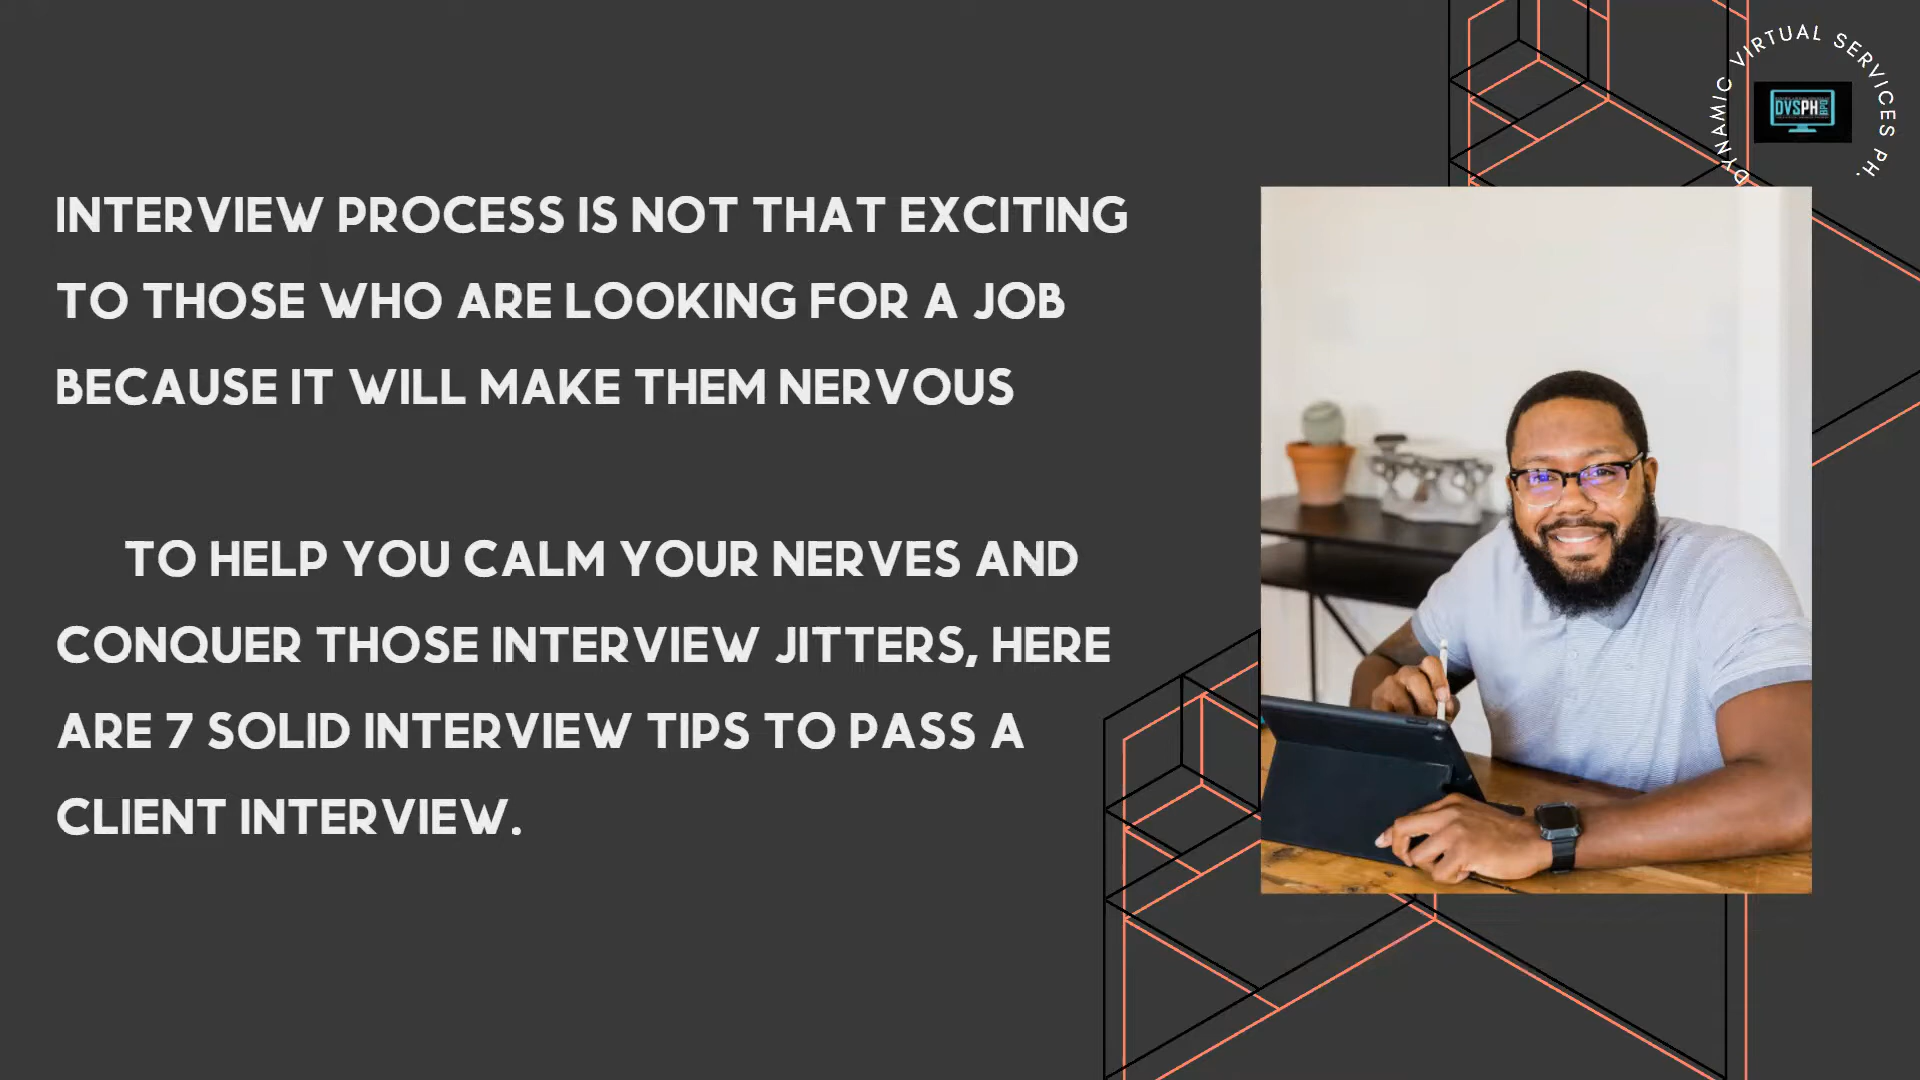 INTERVIEW PROCESS IS NOT THAT EXCITING
TO THOSE WHO ARE LOOKING FOR A JOB
BECAUSE IT WILL MAKE THEM NERVOUS
TO HELP YOU CALM YOUR NERVES AND
CONQUER THOSE INTERVIEW JITTERS, HERE
ARE 7 SOLID INTERVIEW TIPS TO PASS A
CLIENT INTERVIEW.
DYNAMIC VIRTUAL SERVICES PH.
DVSPH BPO